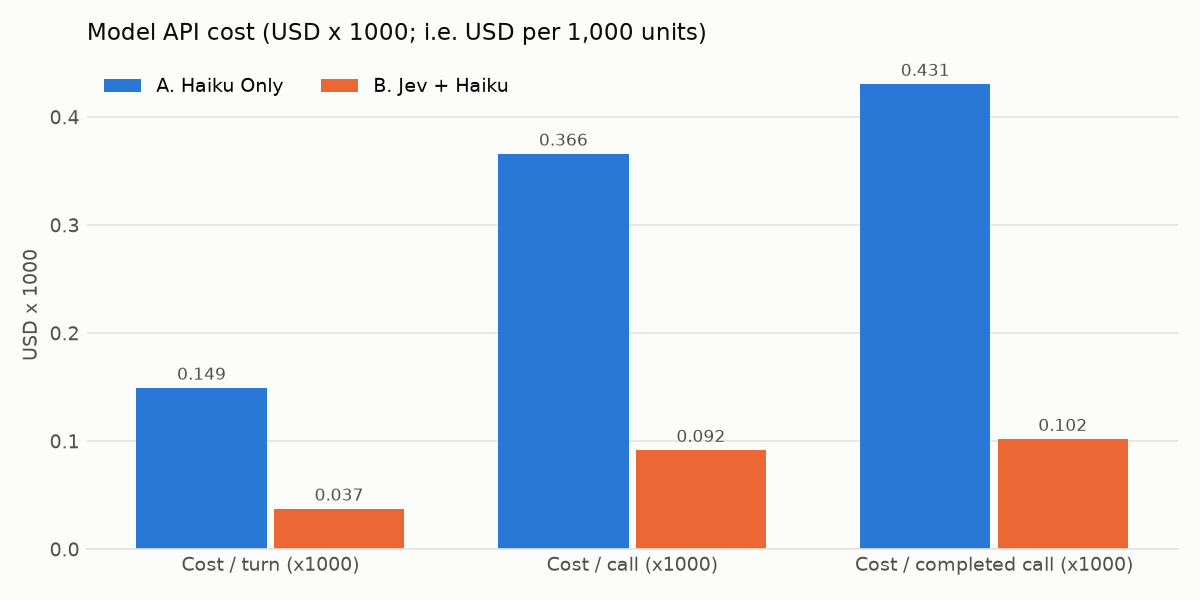 Model API cost (USD x 1000; i.e. USD per 1,000 units)
A. Haiku Only
B. Jev + Haiku
USD x 1000
0.4
0.3
0.2
0.1
0.0
0.149
0.037
0.366
0.092
0.431
0.102
Cost / turn (x1000)
Cost / call (x1000)
Cost / completed call (x1000)